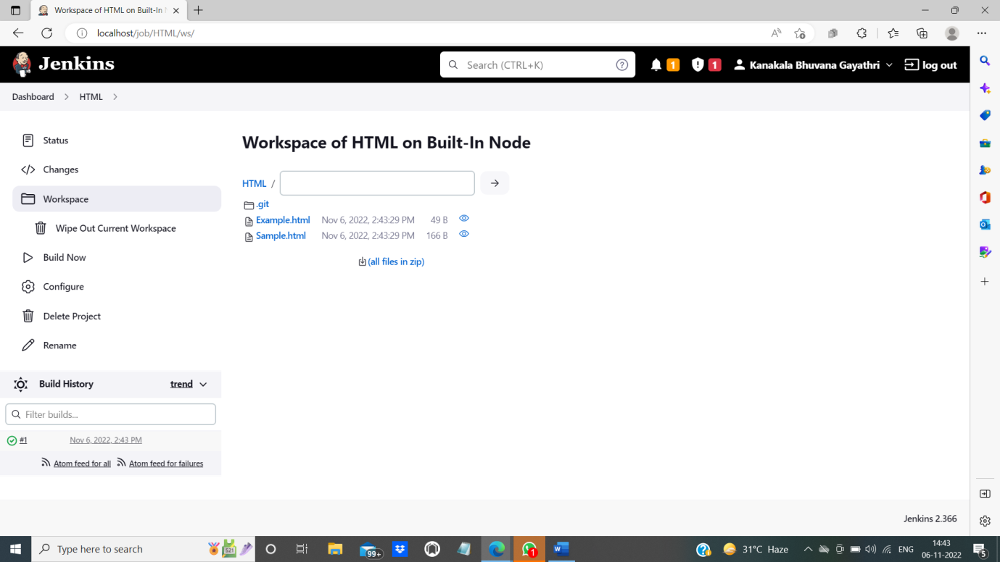 Workspace of HTML on Built-In N
localhost/job/HTML/ws/
Jenkins
Search (CTRL+K)
1
1
Kanakala Bhuvana Gayathri
log out
Dashboard
HTML
Status
Changes
Workspace
Wipe Out Current Workspace
Build Now
Configure
Delete Project
Rename
Build History
trend
Filter builds...
#1 Nov 6, 2022, 2:43 PM
Atom feed for all
Atom feed for failures
Workspace of HTML on Built-In Node
HTML /
.git
Example.html Nov 6, 2022, 2:43:29 PM 49 B
Sample.html Nov 6, 2022, 2:43:29 PM 166 B
(all files in zip)
Jenkins 2.366
Type here to search
521
99+
1
31°C Haze
ENG
14:43
06-11-2022
5